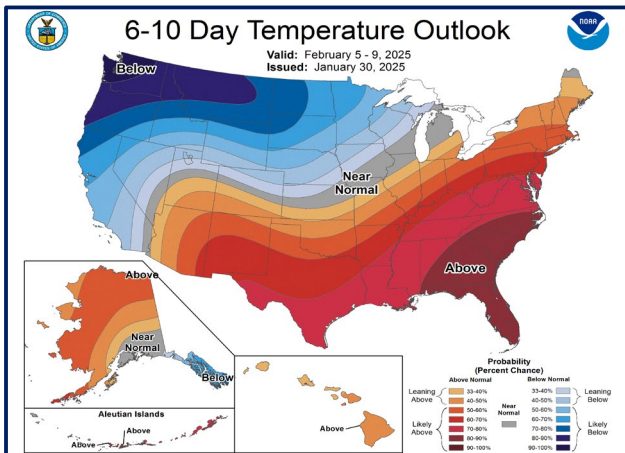 6-10 Day Temperature Outlook
Valid: February 5 - 9, 2025
Issued: January 30, 2025
NOAA
Below
Near
Normal
Above
Above
Near
Normal
Below
Aleutian Islands
Above
Above
Above
Above
Probability
(Percent Chance)
Above Normal
Below Normal
Leaning
Above
33-40%
40-50%
Likely
Above
50-60%
60-70%
70-80%
80-90%
90-100%
Near
Normal
33-40%
40-50%
Leaning
Below
50-60%
60-70%
70-80%
80-90%
90-100%
Likely
Below